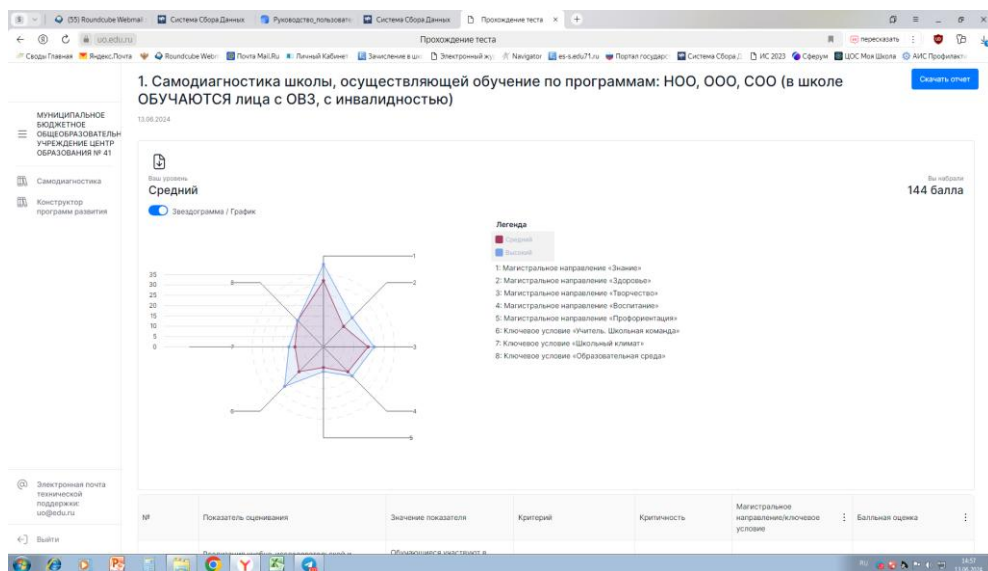 (55) Roundcube Webmail
Система Сбора Данных
Руководство_пользовате
Система Сбора Данных
Прохождение теста
uo.edu.ru
Прохождение теста
пересказать
Своды Главная
Яндекс.Почта
Roundcube Webm
Почта Mail.Ru
Личный Кабинет
Зачисление в шк
Электронный жу
Navigator
es-s.edu71.ru
Портал государс
Система Сбора Д
ИС 2023
Сферум
ЦОС Моя Школа
АИС Профилакт
1. Самодиагностика школы, осуществляющей обучение по программам: НОО, ООО, СОО (в школе
ОБУЧАЮТСЯ лица с ОВЗ, с инвалидностью)
Скачать отчет
13.06.2024
МУНИЦИПАЛЬНОЕ
БЮДЖЕТНОЕ
ОБЩЕОБРАЗОВАТЕЛЬН
УЧРЕЖДЕНИЕ ЦЕНТР
ОБРАЗОВАНИЯ № 41
Самодиагностика
Конструктор
программ развития
Ваш уровень
Средний
Вы набрали
144 балла
Звездограмма / График
Легенда
Средний
Высокий
1: Магистральное направление «Знание»
2: Магистральное направление «Здоровье»
3: Магистральное направление «Творчество»
4: Магистральное направление «Воспитание»
5: Магистральное направление «Профориентация»
6: Ключевое условие «Учитель. Школьная команда»
7: Ключевое условие «Школьный климат»
8: Ключевое условие «Образовательная среда»
35
30
25
20
15
10
5
0
1
2
3
4
5
6
7
8
Электронная почта
технической
поддержки:
uo@edu.ru
Выйти
№
Показатель оценивания
Значение показателя
Критерий
Критичность
Магистральное
направление/ключевое
условие
Балльная оценка
Обучающиеся участвуют в
RU
14:57
13.06.2024